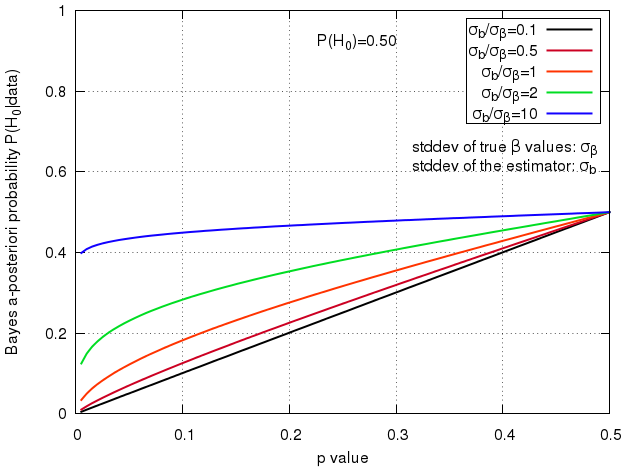 1
P(H₀)=0.50
σb/σβ=0.1
σb/σβ=0.5
σb/σβ=1
σb/σβ=2
σb/σβ=10
0.8
stddev of true β values: σβ
stddev of the estimator: σb
0.6
0.4
0.2
0
Bayes a-posteriori probability P(H₀|data)
0 0.1 0.2 0.3 0.4 0.5
p value